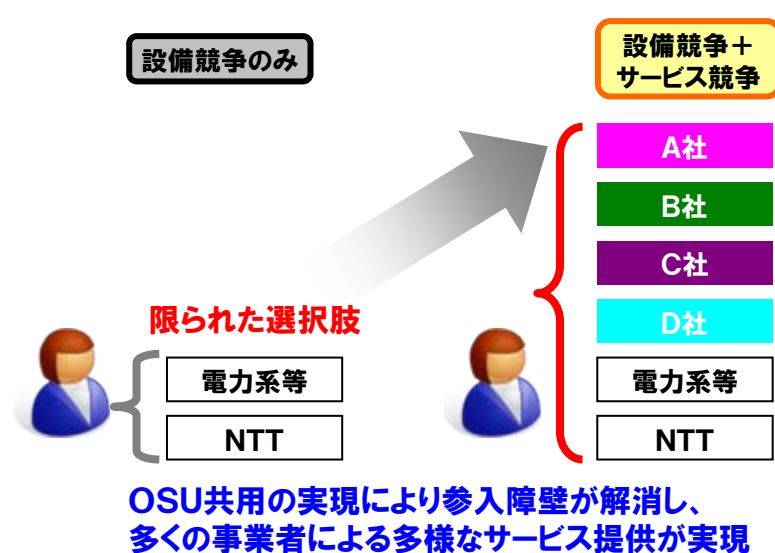 設備競争のみ
設備競争＋
サービス競争
A社
B社
C社
D社
電力系等
NTT
限られた選択肢
電力系等
NTT
OSU共用の実現により参入障壁が解消し、
多くの事業者による多様なサービス提供が実現